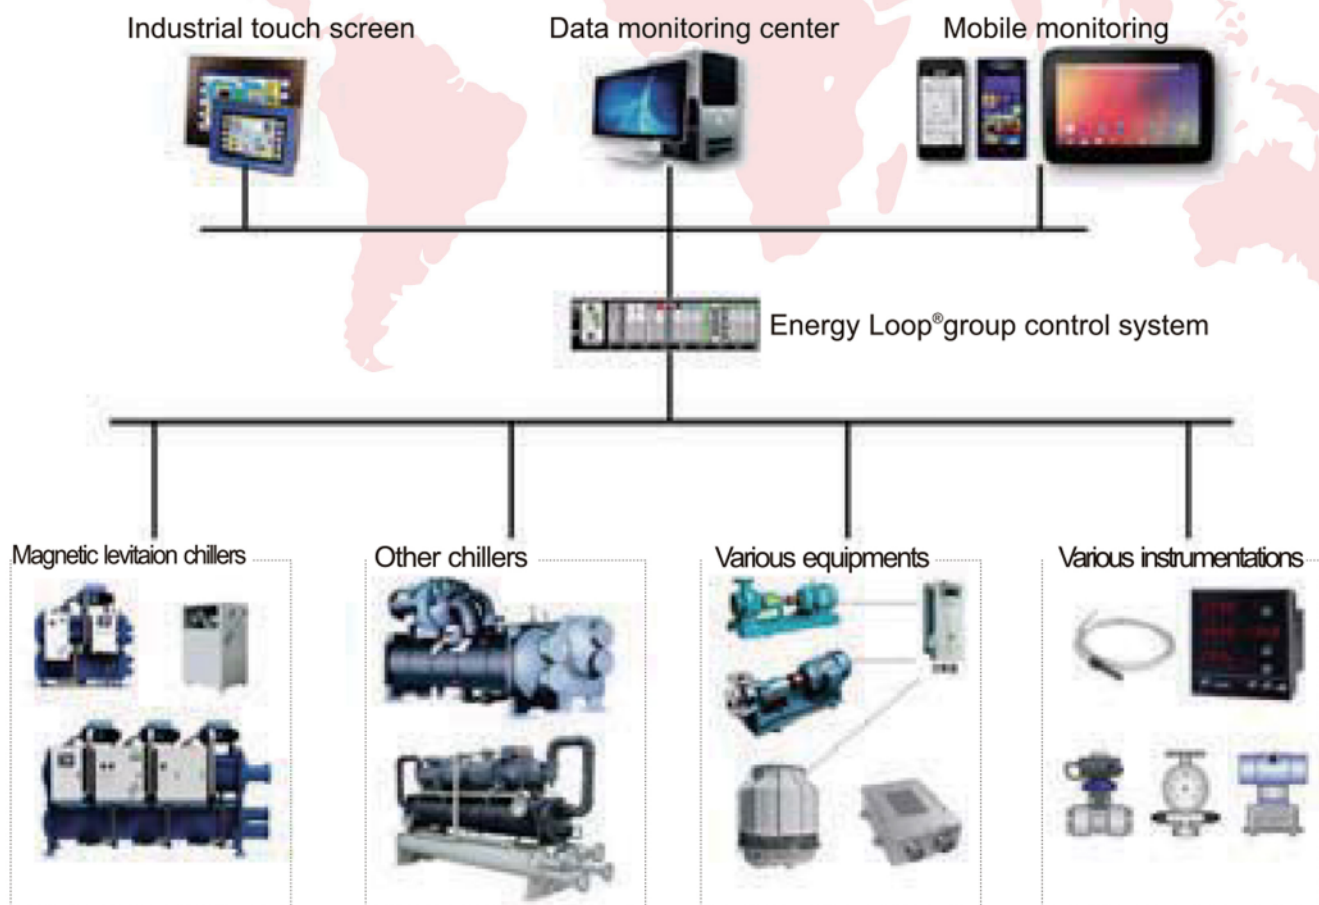 Industrial touch screen
Data monitoring center
Mobile monitoring
Energy Loop®group control system
Magnetic levitaion chillers
Other chillers
Various equipments
Various instrumentations